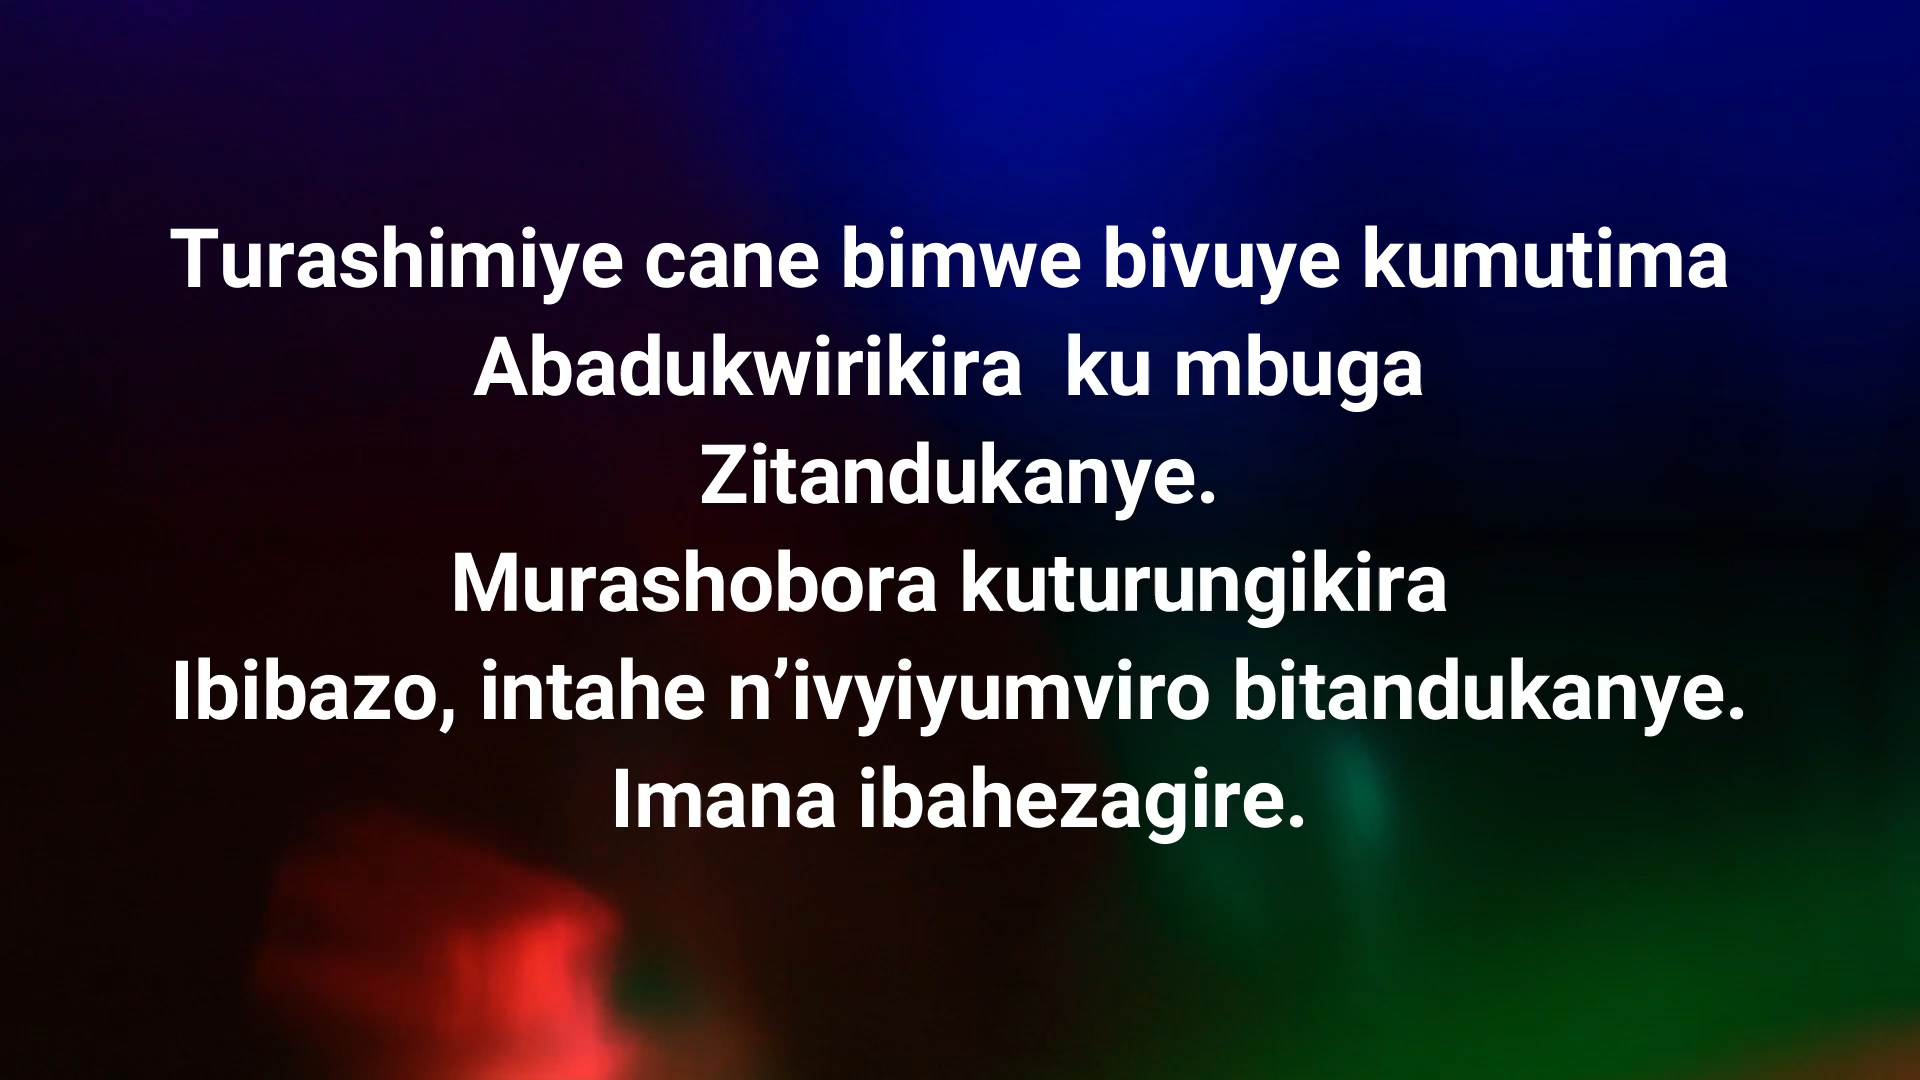 Turashimiye cane bimwe bivuye kumutima
Abadukwirikira ku mbuga
Zitandukanye.
Murashobora kuturungikira
Ibibazo, intahe n’ivyiyumviro bitandukanye.
Imana ibahezagire.